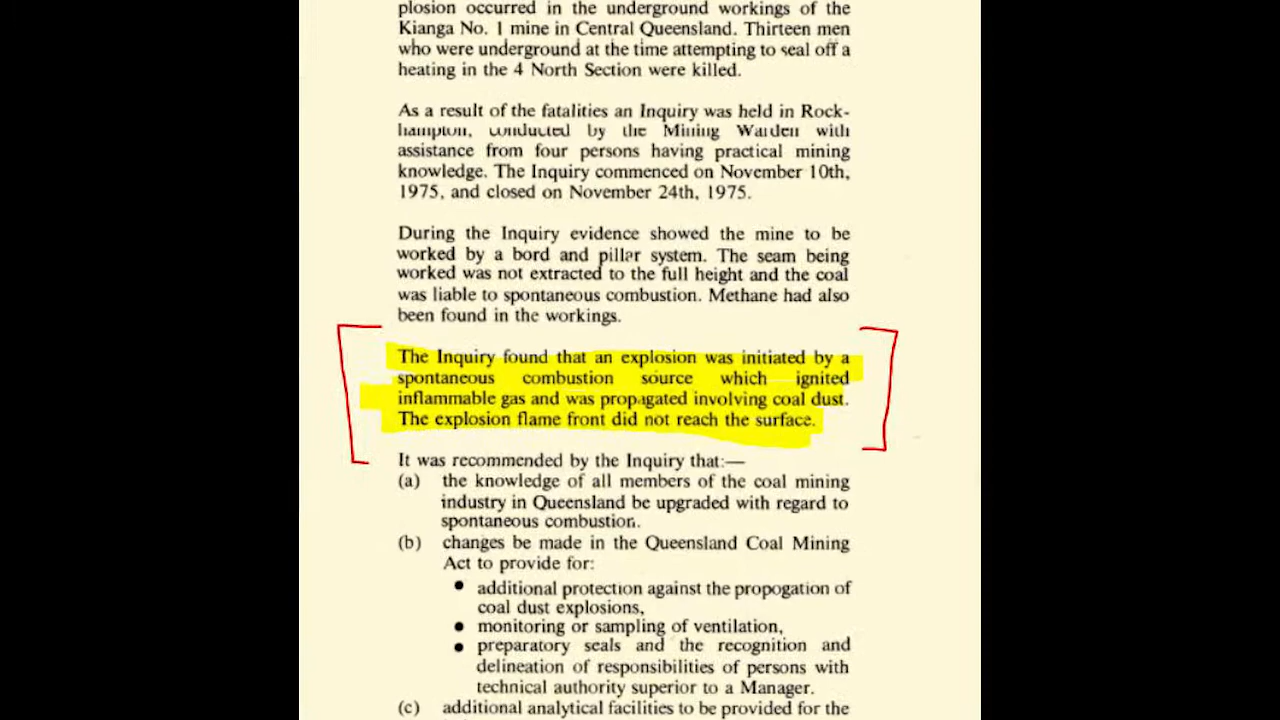 plosion occurred in the underground workings of the
Kianga No. 1 mine in Central Queensland. Thirteen men
who were underground at the time attempting to seal off a
heating in the 4 North Section were killed.
As a result of the fatalities an Inquiry was held in Rock-
hampton, conducted by the Mining Warden with
assistance from four persons having practical mining
knowledge. The Inquiry commenced on November 10th,
1975, and closed on November 24th, 1975.
During the Inquiry evidence showed the mine to be
worked by a bord and pillar system. The seam being
worked was not extracted to the full height and the coal
was liable to spontaneous combustion. Methane had also
been found in the workings.
The Inquiry found that an explosion was initiated by a
spontaneous combustion source which ignited
inflammable gas and was propagated involving coal dust.
The explosion flame front did not reach the surface.
It was recommended by the Inquiry that:—
(a) the knowledge of all members of the coal mining
industry in Queensland be upgraded with regard to
spontaneous combustion.
(b) changes be made in the Queensland Coal Mining
Act to provide for:
• additional protection against the propogation of
coal dust explosions,
• monitoring or sampling of ventilation,
• preparatory seals and the recognition and
delineation of responsibilities of persons with
technical authority superior to a Manager.
(c) additional analytical facilities to be provided for the